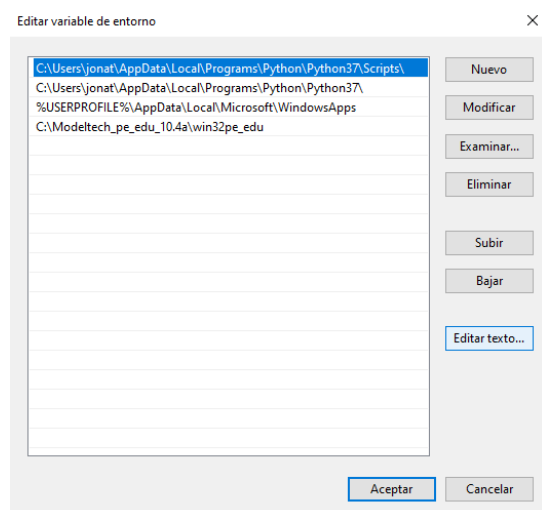 Editar variable de entorno
C:\Users\jonat\AppData\Local\Programs\Python\Python37\Scripts\
C:\Users\jonat\AppData\Local\Programs\Python\Python37\
%USERPROFILE%\AppData\Local\Microsoft\WindowsApps
C:\Modeltech_pe_edu_10.4a\win32pe_edu
Nuevo
Modificar
Examinar...
Eliminar
Subir
Bajar
Editar texto...
Aceptar
Cancelar